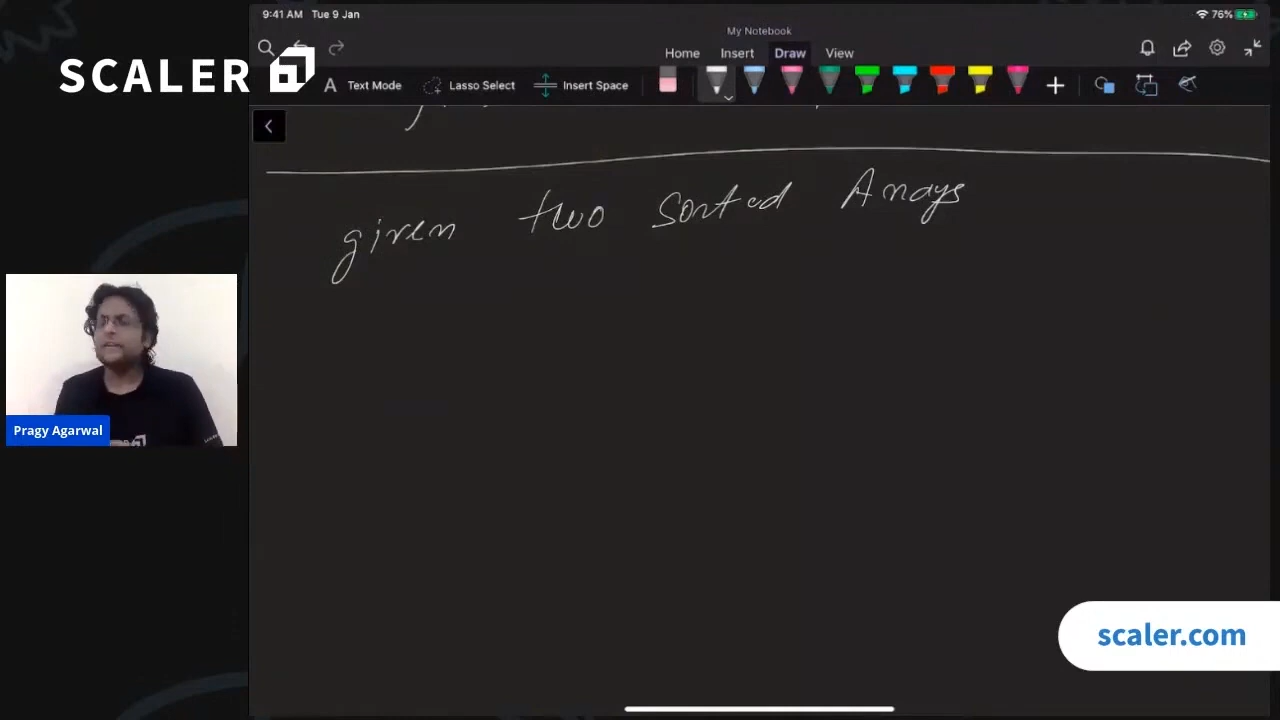 9:41 AM Tue 9 Jan
76%
My Notebook
Home Insert Draw View
SCALER
Text Mode Lasso Select Insert Space
given two Sorted Arrays
Pragy Agarwal
scaler.com